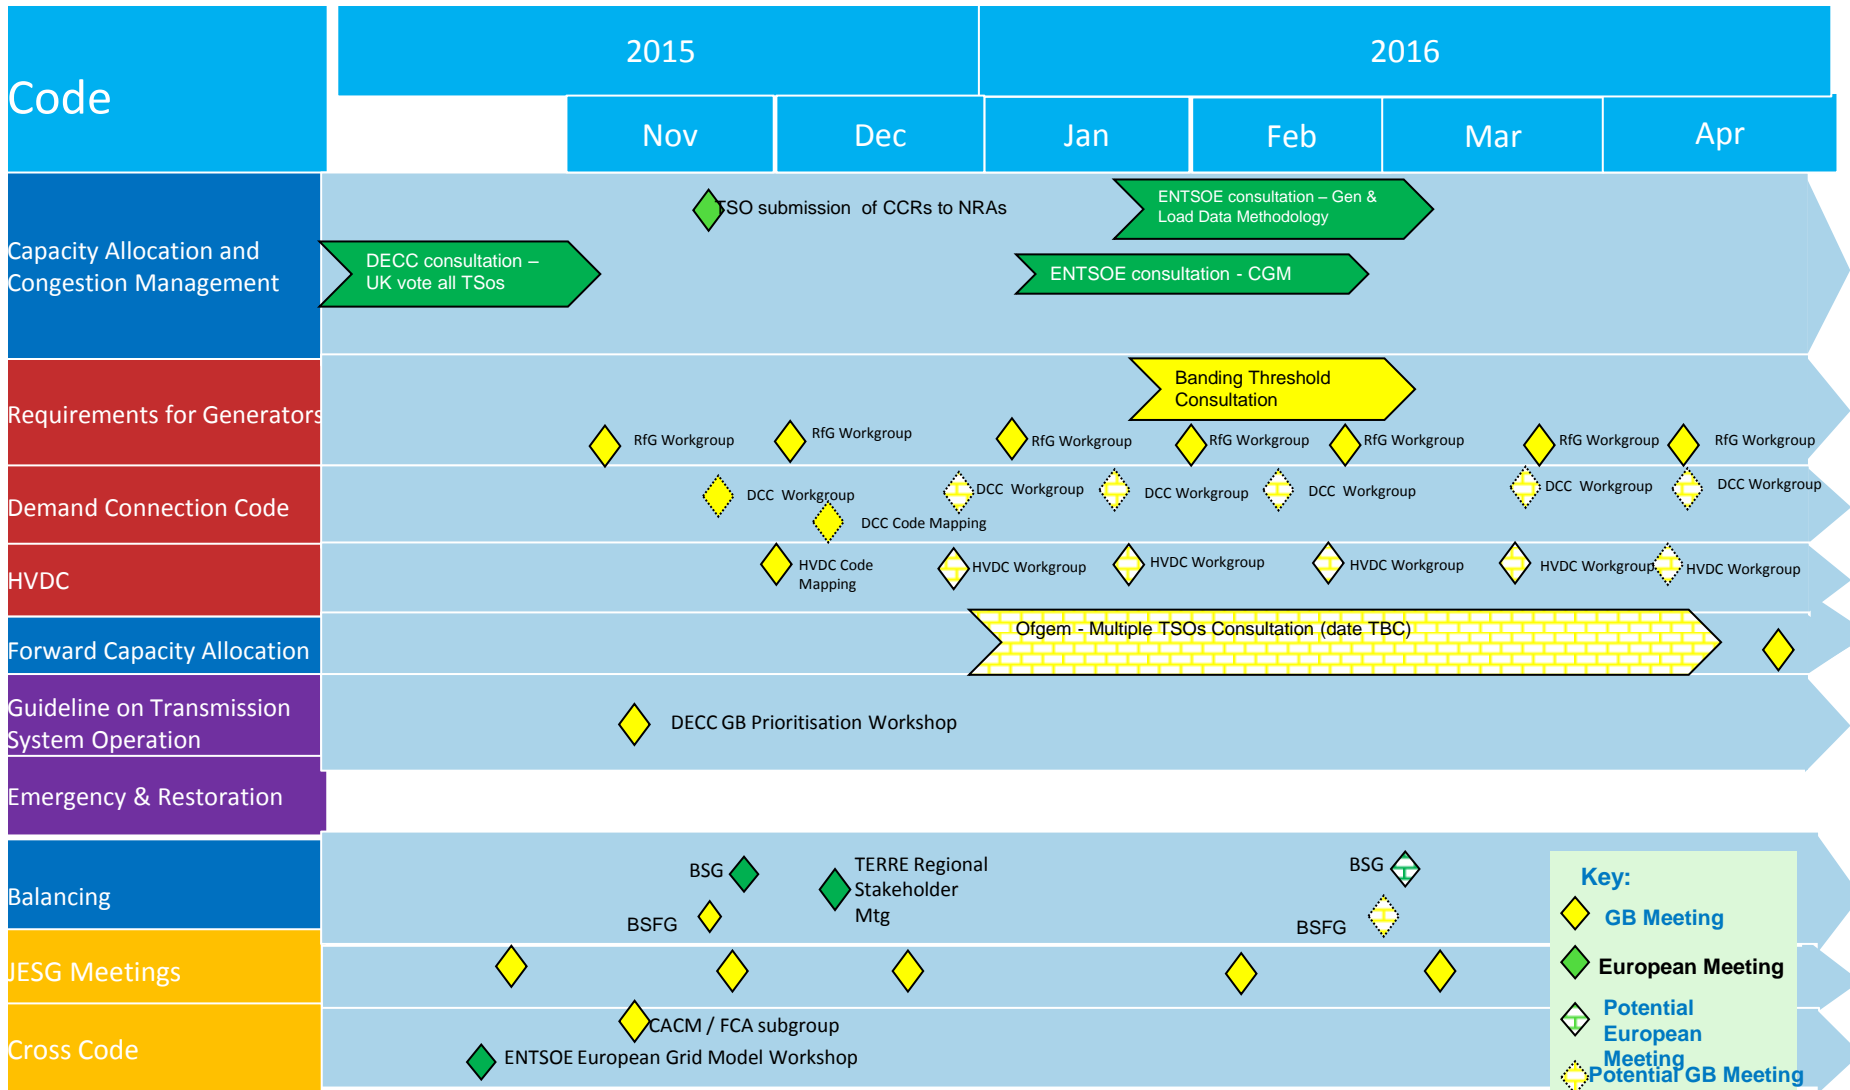 Code
2015
2016
Nov
Dec
Jan
Feb
Mar
Apr
Capacity Allocation and
Congestion Management
TSO submission  of CCRs to NRAs
ENTSOE consultation – Gen &
Load Data Methodology
DECC consultation –
UK vote all TSos
ENTSOE consultation - CGM
Requirements for Generators
Banding Threshold
Consultation
RfG Workgroup
RfG Workgroup
RfG Workgroup
RfG Workgroup
RfG Workgroup
RfG Workgroup
RfG Workgroup
Demand Connection Code
DCC  Workgroup
DCC  Workgroup
DCC Workgroup
DCC  Workgroup
DCC  Workgroup
DCC  Workgroup
DCC Code Mapping
HVDC
HVDC Code
Mapping
HVDC Workgroup
HVDC Workgroup
HVDC Workgroup
HVDC Workgroup
HVDC Workgroup
Forward Capacity Allocation
Ofgem - Multiple TSOs Consultation (date TBC)
Guideline on Transmission
System Operation
DECC GB Prioritisation Workshop
Emergency & Restoration
Balancing
BSG
BSFG
TERRE Regional
Stakeholder
Mtg
BSG
BSFG
JESG Meetings
Cross Code
CACM / FCA subgroup
ENTSOE European Grid Model Workshop
Key:
GB Meeting
European Meeting
Potential
European
Meeting
Potential GB Meeting